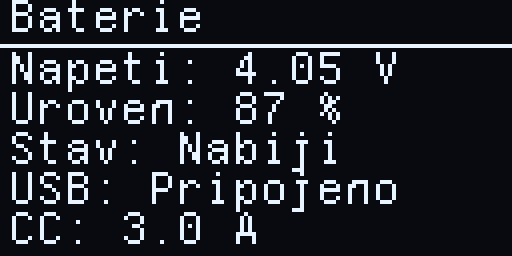 Baterie
Napeti: 4.05 V
Uroven: 87 %
Stav: Nabiji
USB: Pripojeno
CC: 3.0 A